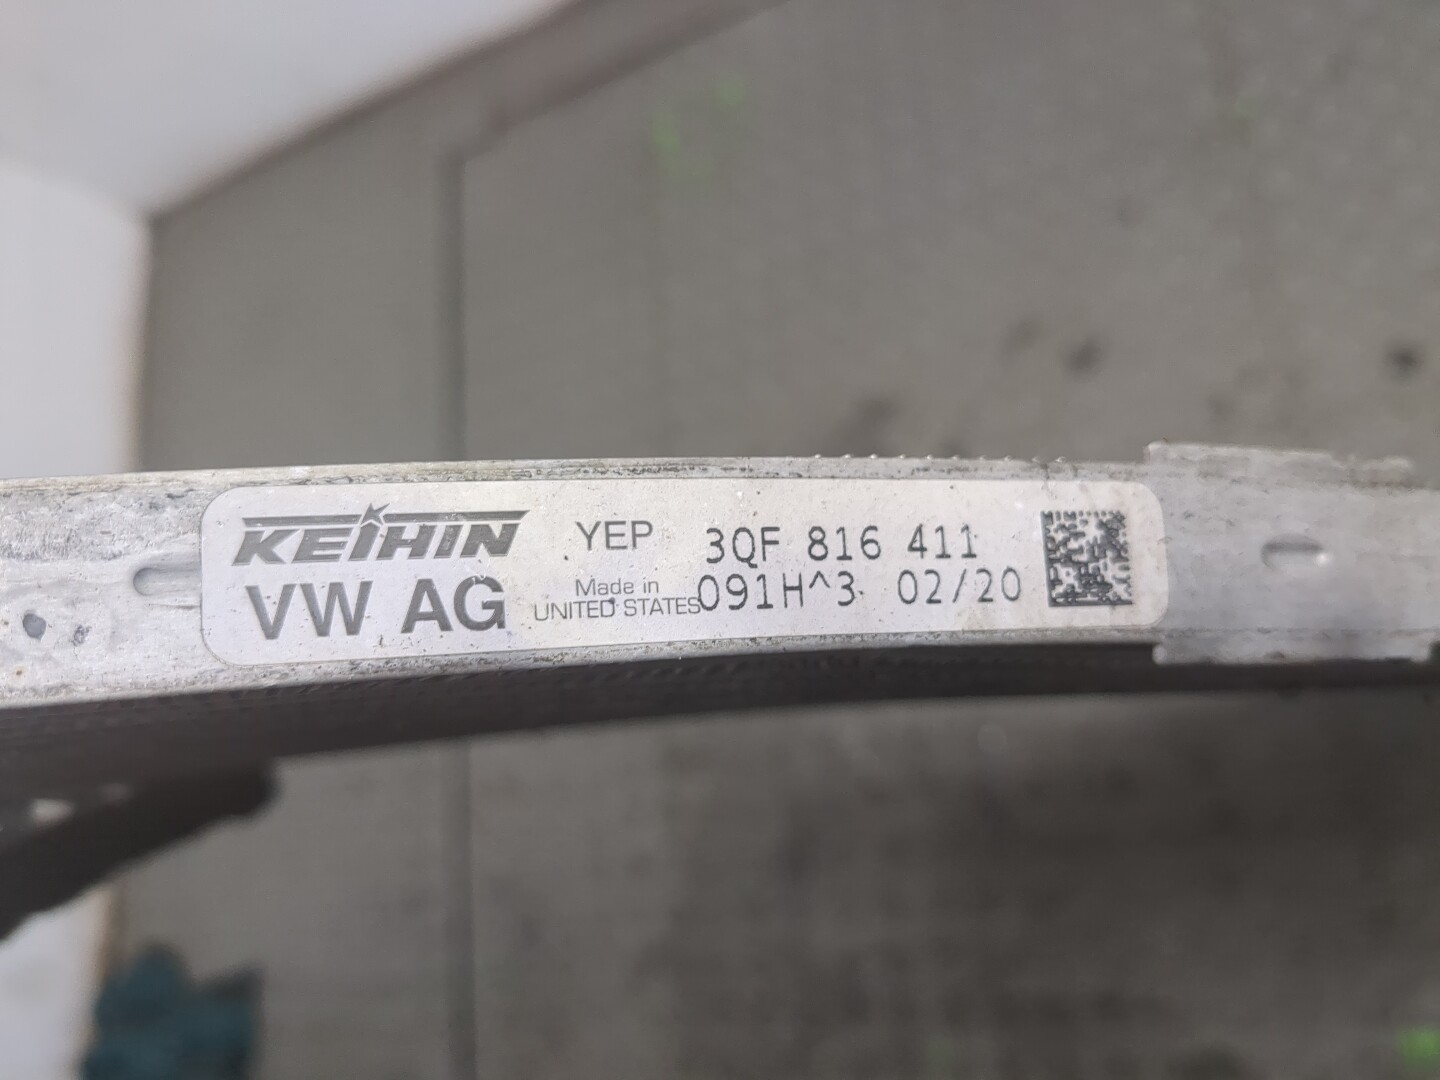 KEIHIN YEP 3QF 816 411
VW AG Made in UNITED STATES 091H^3 02/20